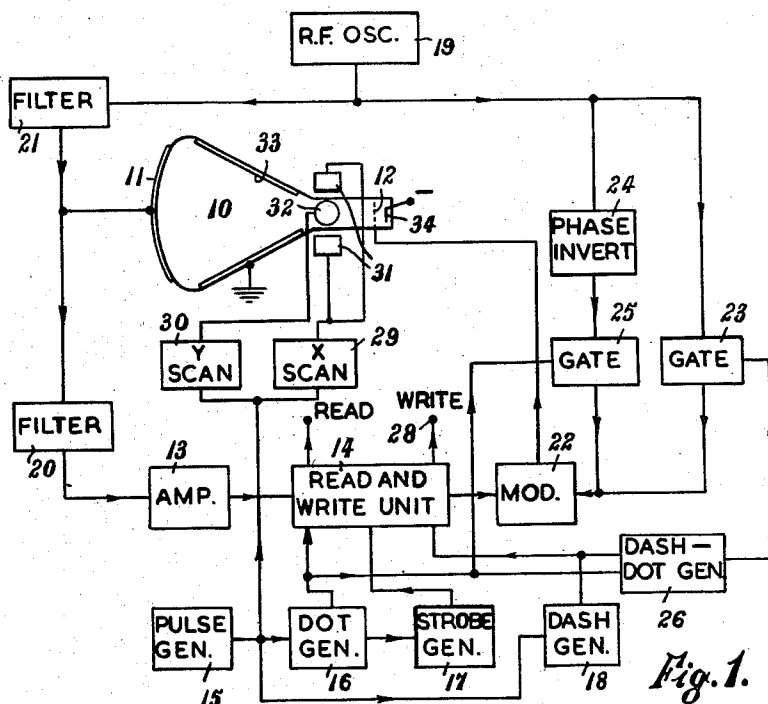 R.F. OSC.
19
FILTER
21
11
33
10
32
12
34
31
24
PHASE
INVERT
30
Y
SCAN
29
X
SCAN
25
GATE
23
GATE
READ
WRITE
28
FILTER
20
13
AMP.
14
READ AND
WRITE UNIT
22
MOD.
DASH—
DOT GEN.
26
PULSE
GEN.
15
DOT
GEN.
16
STROBE
GEN.
17
DASH
GEN.
18
Fig. 1.